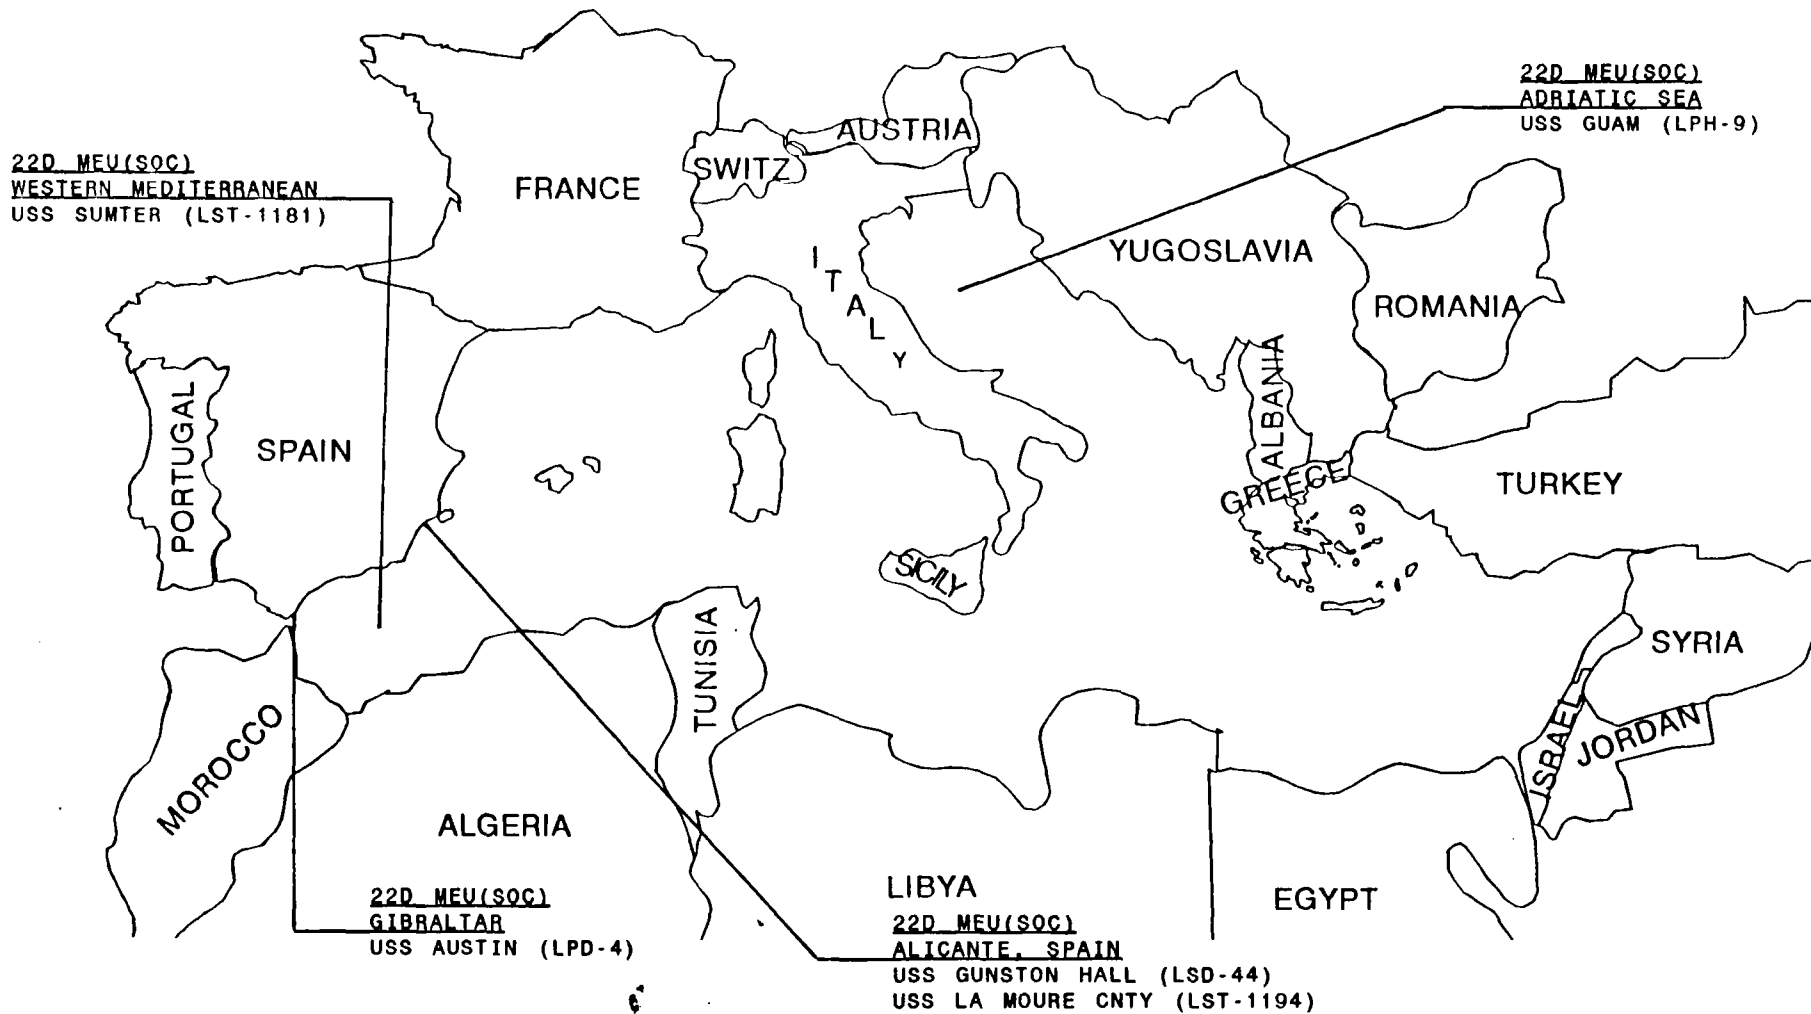 22D MEU(SOC)
ADRIATIC SEA
USS GUAM (LPH-9)
22D MEU(SOC)
WESTERN MEDITERRANEAN
USS SUMTER (LST-1181)
AUSTRIA
SWITZ
FRANCE
ITALY
YUGOSLAVIA
ROMANIA
ALBANIA
PORTUGAL
SPAIN
GREECE
TURKEY
SICILY
TUNISIA
SYRIA
MOROCCO
ISRAEL
JORDAN
ALGERIA
LIBYA
EGYPT
22D MEU(SOC)
GIBRALTAR
USS AUSTIN (LPD-4)
22D MEU(SOC)
ALICANTE, SPAIN
USS GUNSTON HALL (LSD-44)
USS LA MOURE CNTY (LST-1194)